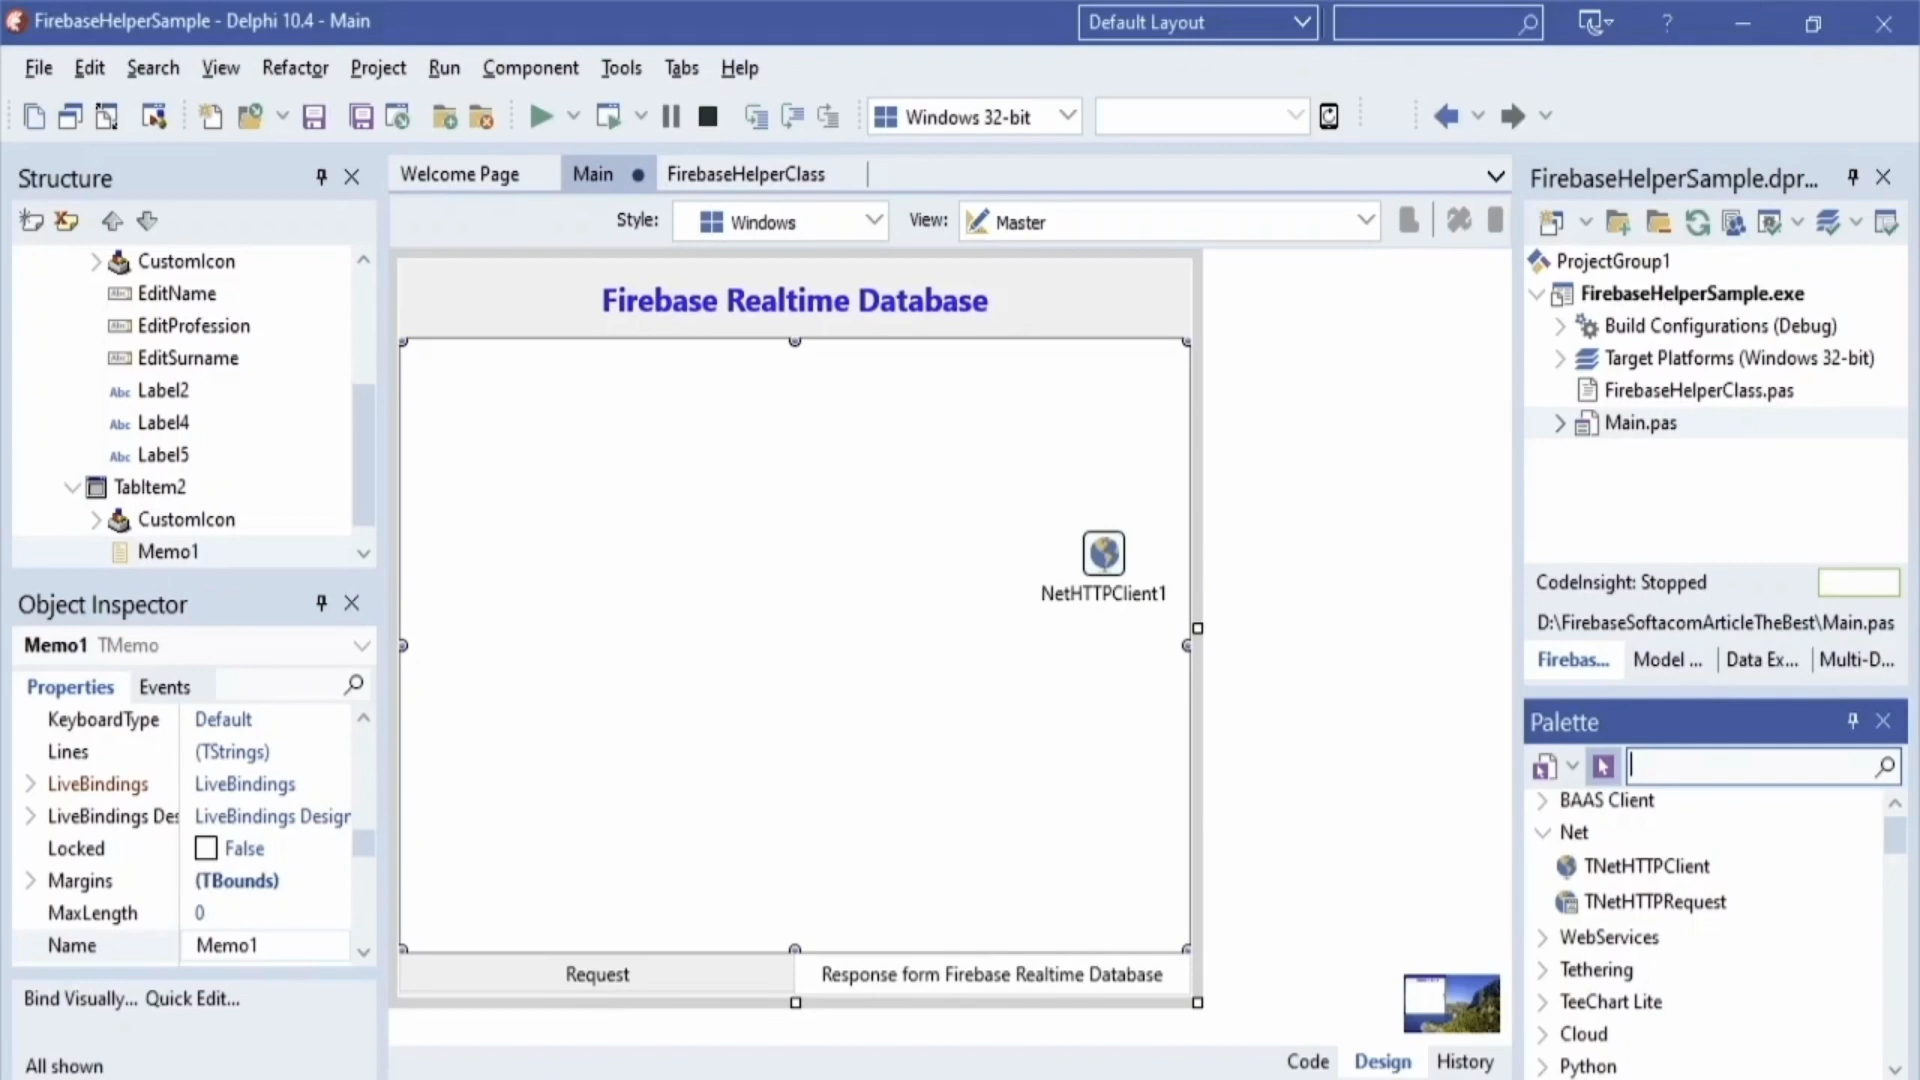 FirebaseHelperSample - Delphi 10.4 - Main
Default Layout
?
File Edit Search View Refactor Project Run Component Tools Tabs Help
Windows 32-bit
Structure
CustomIcon
EditName
EditProfession
EditSurname
Abc Label2
Abc Label4
Abc Label5
TabItem2
CustomIcon
Memo1
Object Inspector
Memo1 TMemo
Properties Events
KeyboardType Default
Lines (TStrings)
LiveBindings LiveBindings
LiveBindings Des LiveBindings Design
Locked False
Margins (TBounds)
MaxLength 0
Name Memo1
Bind Visually... Quick Edit...
All shown
Welcome Page Main FirebaseHelperClass
Style: Windows View: Master
Firebase Realtime Database
NetHTTPClient1
Request Response form Firebase Realtime Database
Code Design History
FirebaseHelperSample.dpr...
ProjectGroup1
FirebaseHelperSample.exe
Build Configurations (Debug)
Target Platforms (Windows 32-bit)
FirebaseHelperClass.pas
Main.pas
CodeInsight: Stopped
D:\FirebaseSoftacomArticleTheBest\Main.pas
Firebas... Model ... Data Ex... Multi-D...
Palette
BAAS Client
Net
TNetHTTPClient
TNetHTTPRequest
WebServices
Tethering
TeeChart Lite
Cloud
Python